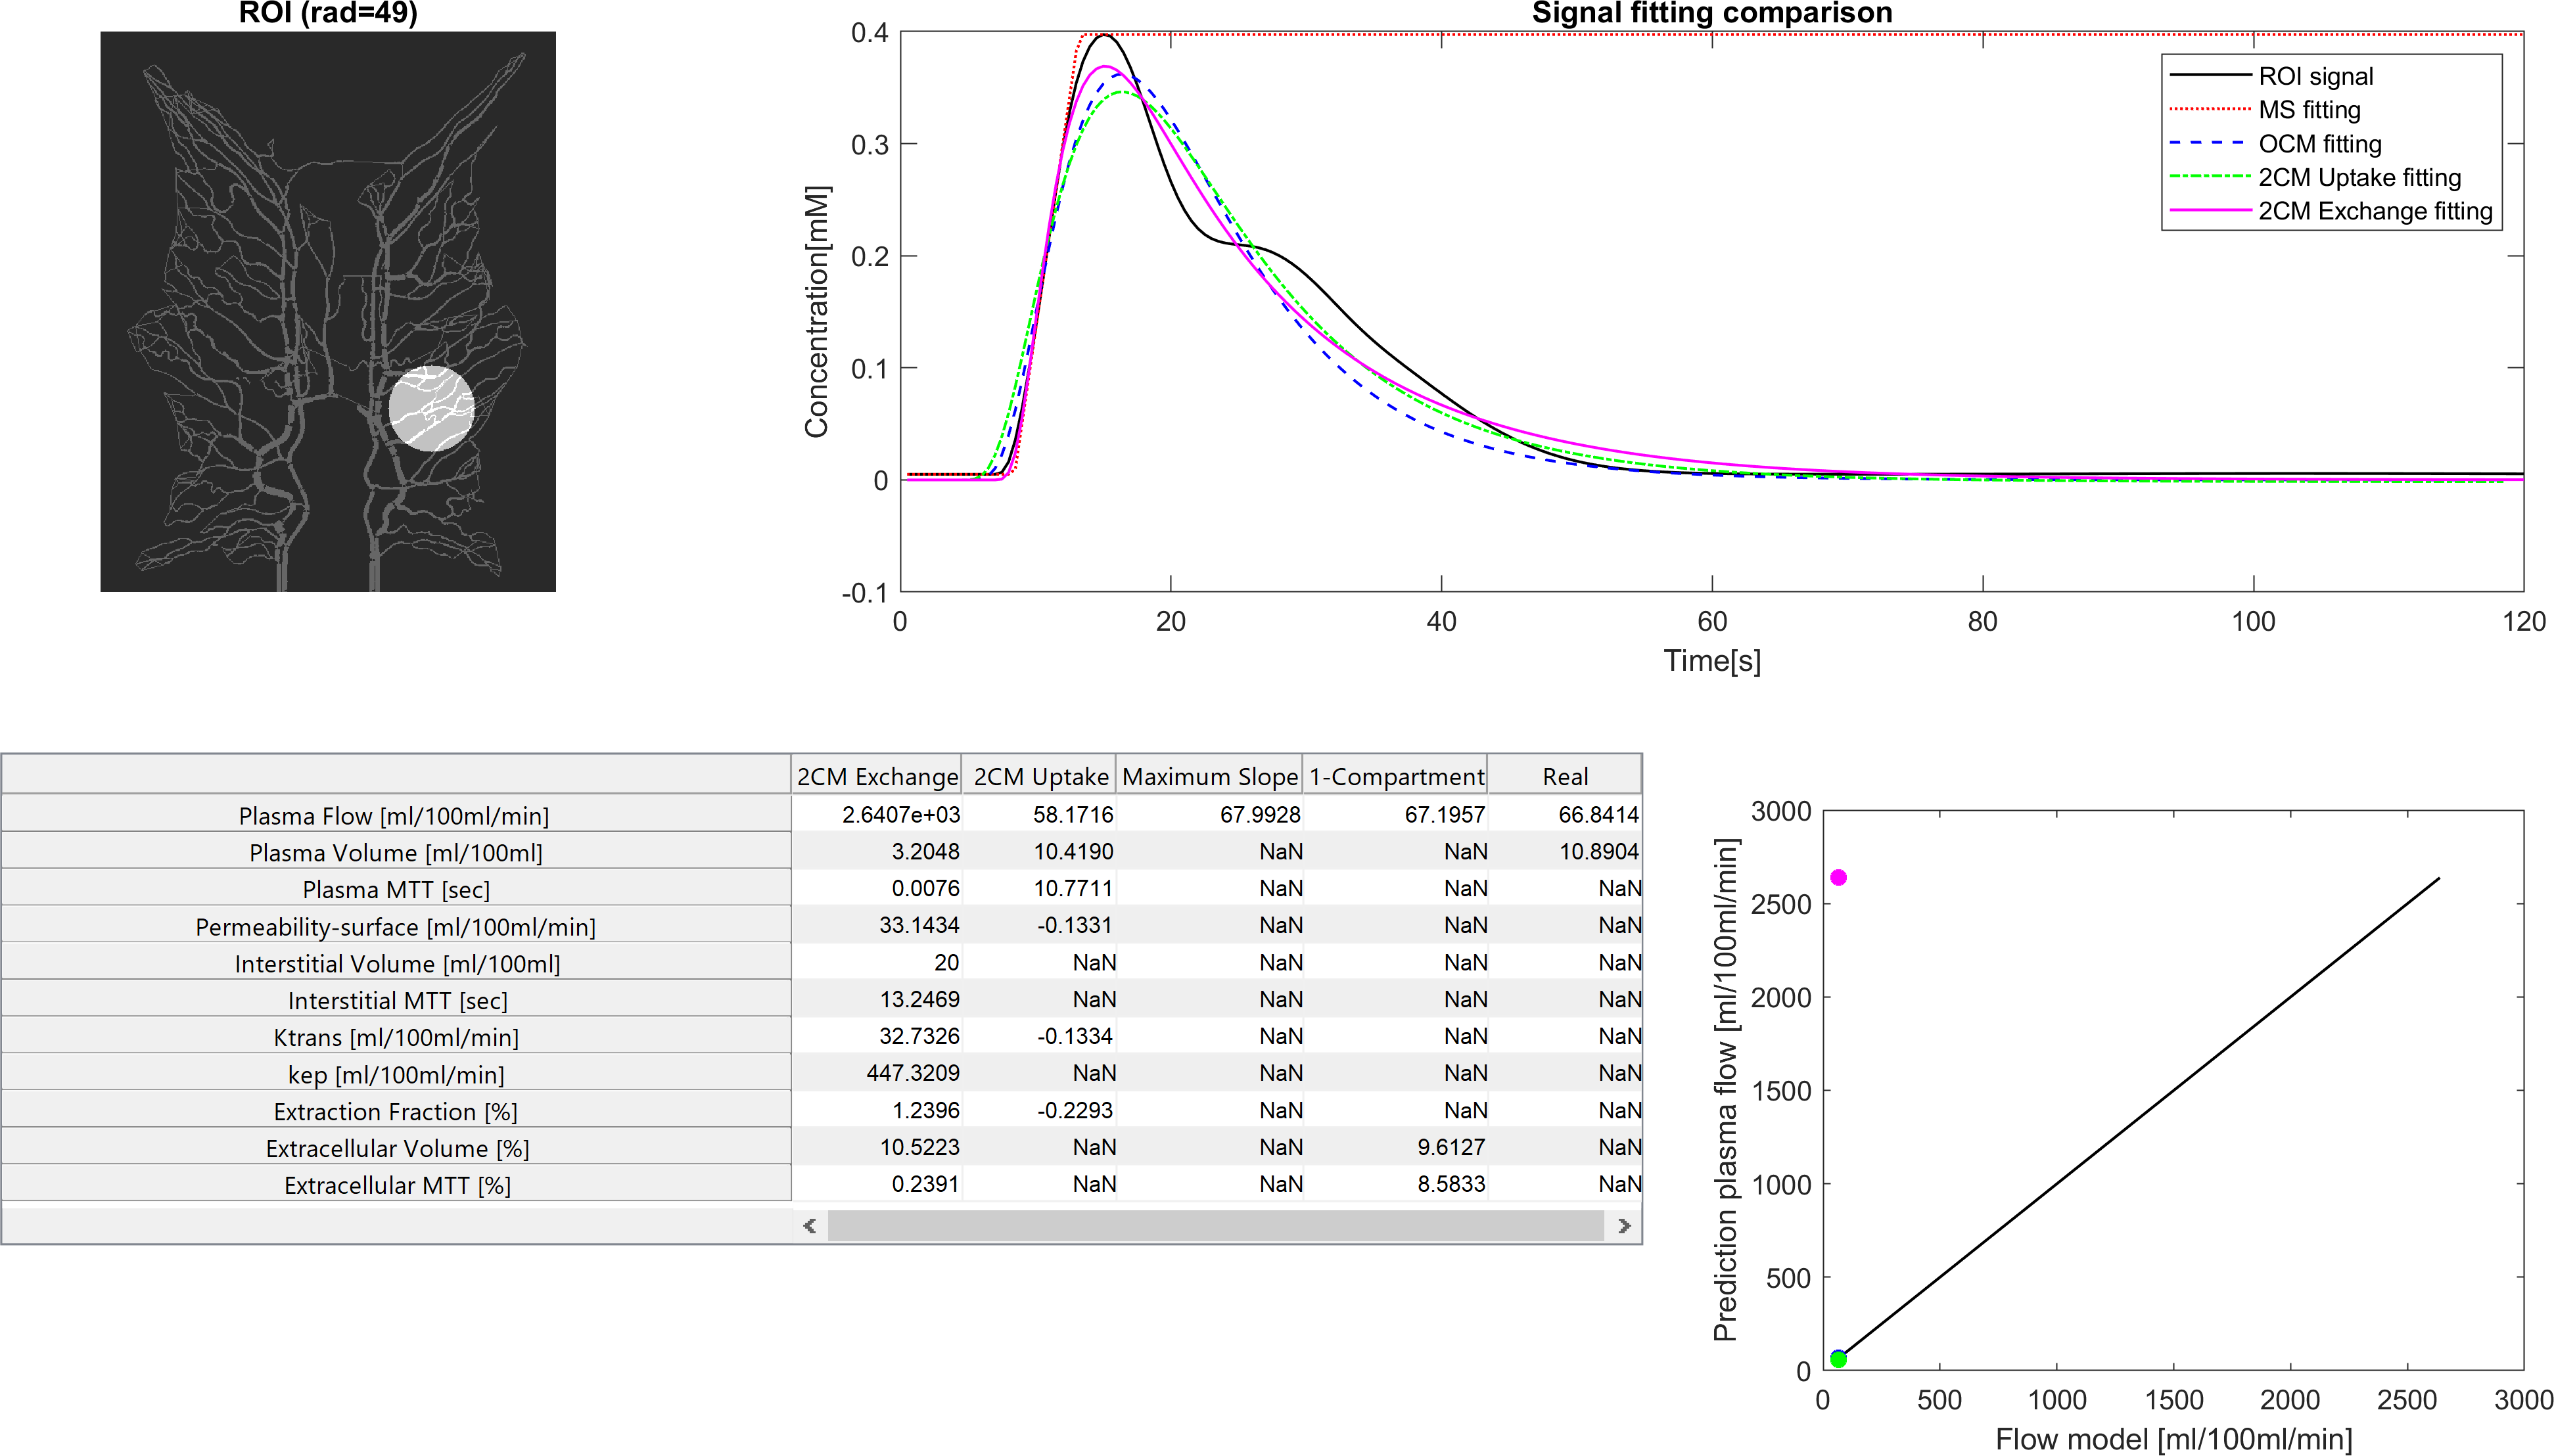 ROI (rad=49)
Signal fitting comparison
0.4
0.3
0.2
0.1
0
-0.1
Concentration[mM]
0 20 40 60 80 100 120
Time[s]
ROI signal
MS fitting
OCM fitting
2CM Uptake fitting
2CM Exchange fitting
2CM Exchange 2CM Uptake Maximum Slope 1-Compartment Real
Plasma Flow [ml/100ml/min] 2.6407e+03 58.1716 67.9928 67.1957 66.8414
Plasma Volume [ml/100ml] 3.2048 10.4190 NaN NaN 10.8904
Plasma MTT [sec] 0.0076 10.7711 NaN NaN NaN
Permeability-surface [ml/100ml/min] 33.1434 -0.1331 NaN NaN NaN
Interstitial Volume [ml/100ml] 20 NaN NaN NaN NaN
Interstitial MTT [sec] 13.2469 NaN NaN NaN NaN
Ktrans [ml/100ml/min] 32.7326 -0.1334 NaN NaN NaN
kep [ml/100ml/min] 447.3209 NaN NaN NaN NaN
Extraction Fraction [%] 1.2396 -0.2293 NaN NaN NaN
Extracellular Volume [%] 10.5223 NaN NaN 9.6127 NaN
Extracellular MTT [%] 0.2391 NaN NaN 8.5833 NaN
3000
2500
2000
1500
1000
500
0
Prediction plasma flow [ml/100ml/min]
0 500 1000 1500 2000 2500 3000
Flow model [ml/100ml/min]